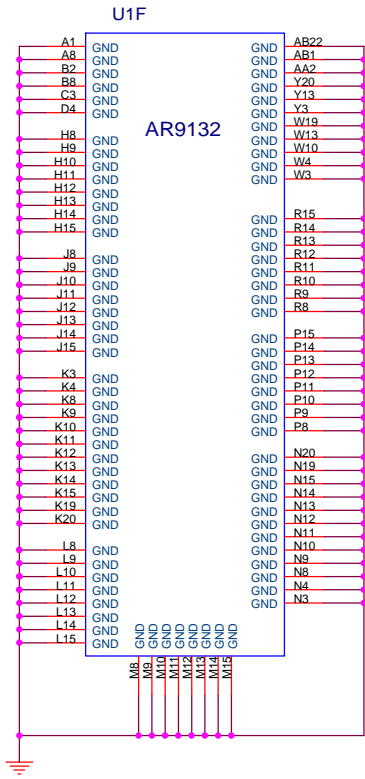 U1F
AR9132
A1 GND GND AB22
A8 GND GND AB1
B2 GND GND AA2
B8 GND GND Y20
C3 GND GND Y13
D4 GND GND Y3
GND W19
H8 GND GND W13
H9 GND GND W10
H10 GND GND W4
H11 GND GND W3
H12 GND
H13 GND
H14 GND GND R15
H15 GND GND R14
GND R13
J8 GND GND R12
J9 GND GND R11
J10 GND GND R10
J11 GND GND R9
J12 GND GND R8
J13 GND
J14 GND GND P15
J15 GND GND P14
GND P13
K3 GND GND P12
K4 GND GND P11
K8 GND GND P10
K9 GND GND P9
K10 GND GND P8
K11 GND
K12 GND GND N20
K13 GND GND N19
K14 GND GND N15
K15 GND GND N14
K19 GND GND N13
K20 GND GND N12
GND N11
L8 GND GND N10
L9 GND GND N9
L10 GND GND N8
L11 GND GND N4
L12 GND GND N3
L13 GND
L14 GND
L15 GND
GND GND GND GND GND GND GND GND
M8 M9 M10 M11 M12 M13 M14 M15